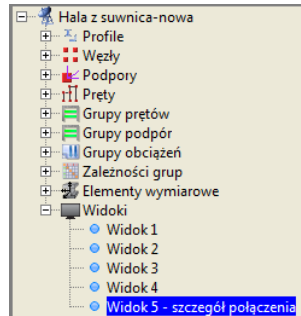 Hala z suwnica-nowa
Profile
Węzły
Podpory
Pręty
Grupy prętów
Grupy podpór
Grupy obciążeń
Zależności grup
Elementy wymiarowe
Widoki
Widok 1
Widok 2
Widok 3
Widok 4
Widok 5 - szczegół połączenia